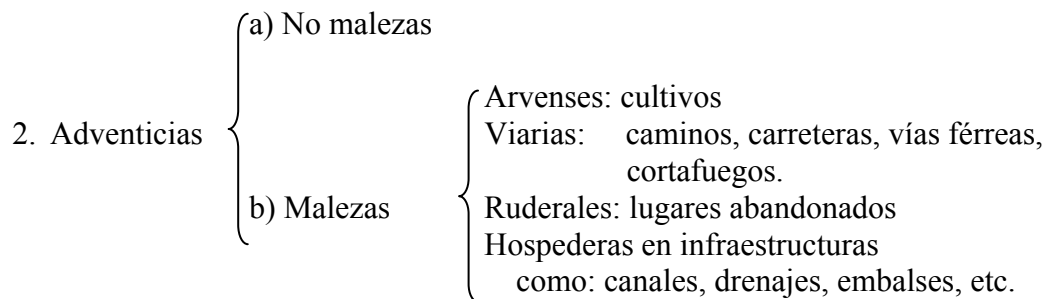 a) No malezas
Arvenses: cultivos
2. Adventicias
Viarias: caminos, carreteras, vías férreas,
cortafuegos.
b) Malezas
Ruderales: lugares abandonados
Hospederas en infraestructuras
como: canales, drenajes, embalses, etc.